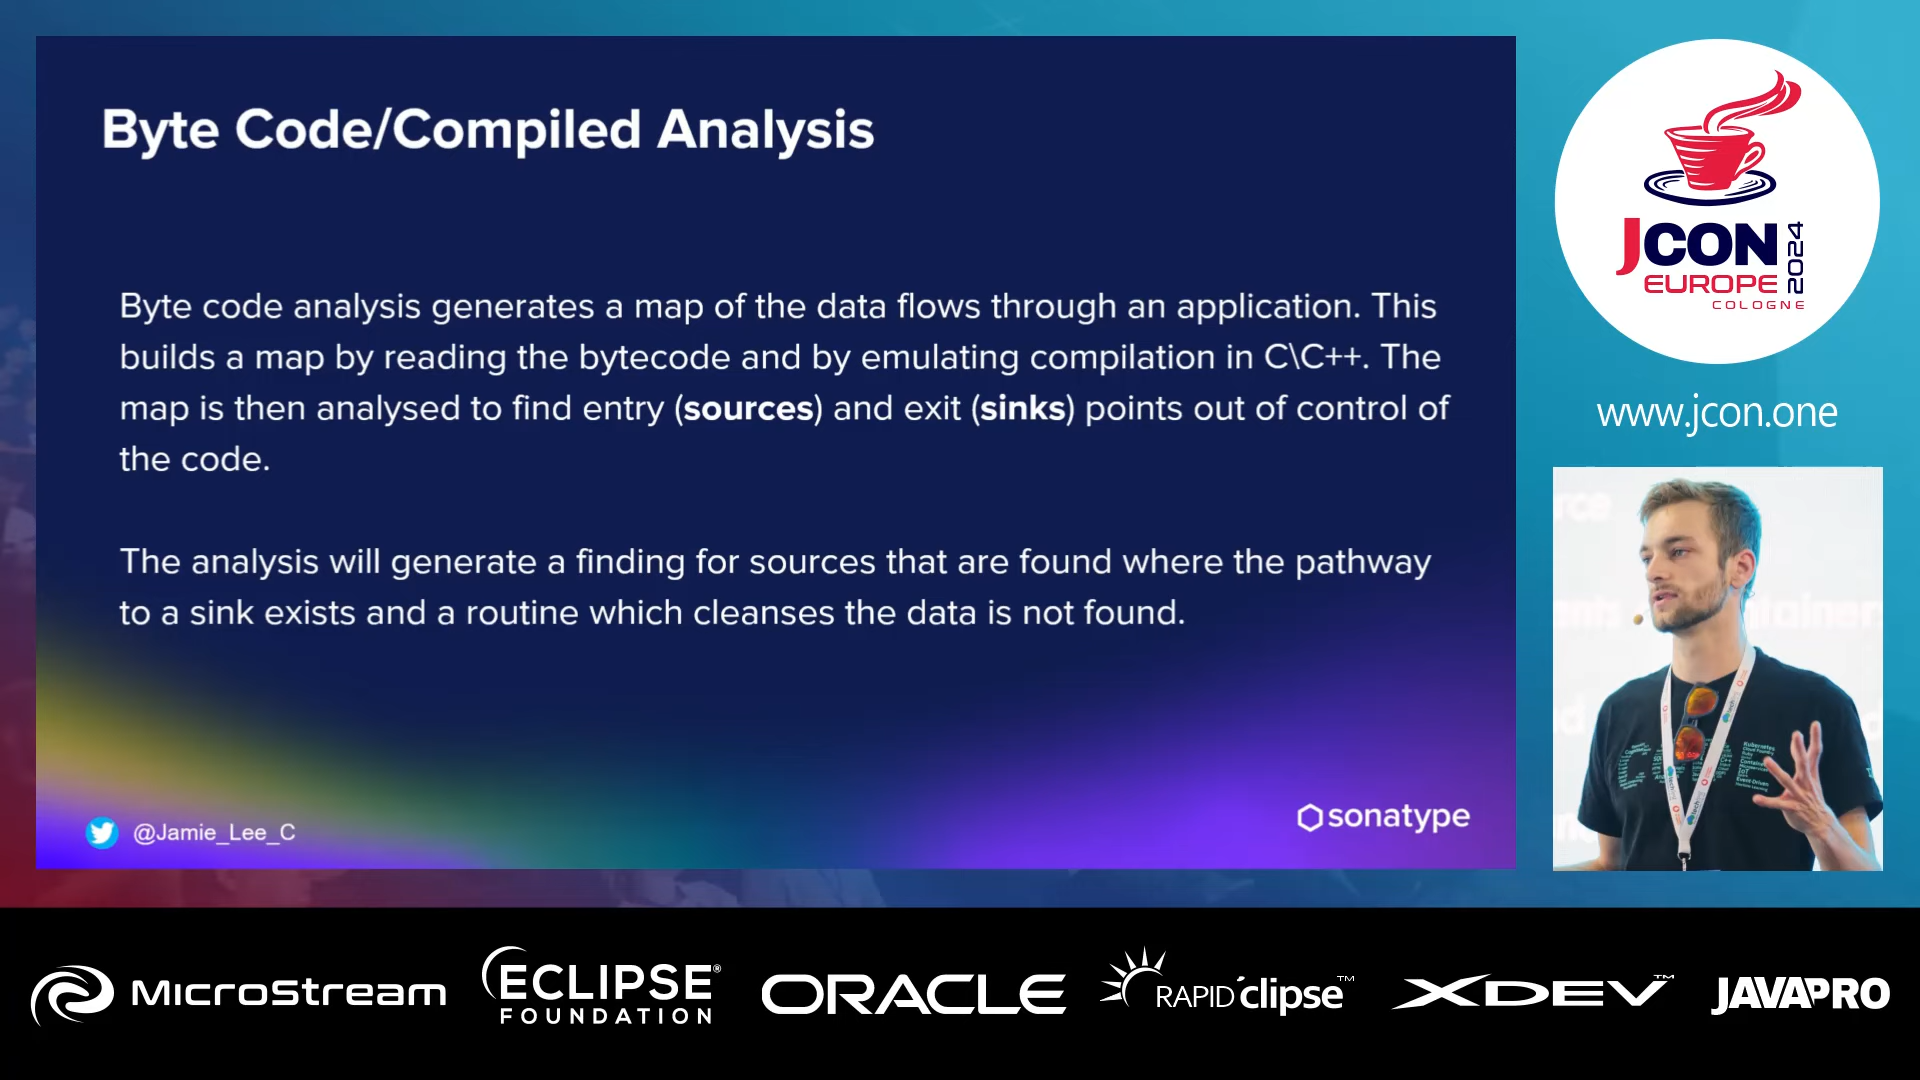 Byte Code/Compiled Analysis
Byte code analysis generates a map of the data flows through an application. This
builds a map by reading the bytecode and by emulating compilation in C\C++. The
map is then analysed to find entry (sources) and exit (sinks) points out of control of
the code.
The analysis will generate a finding for sources that are found where the pathway
to a sink exists and a routine which cleanses the data is not found.
@Jamie_Lee_C
sonatype
JCON
EUROPE
2024
COLOGNE
www.jcon.one
MicroStream
ECLIPSE®
FOUNDATION
ORACLE
RAPID'clipse™
XDEV™
JAVAPRO